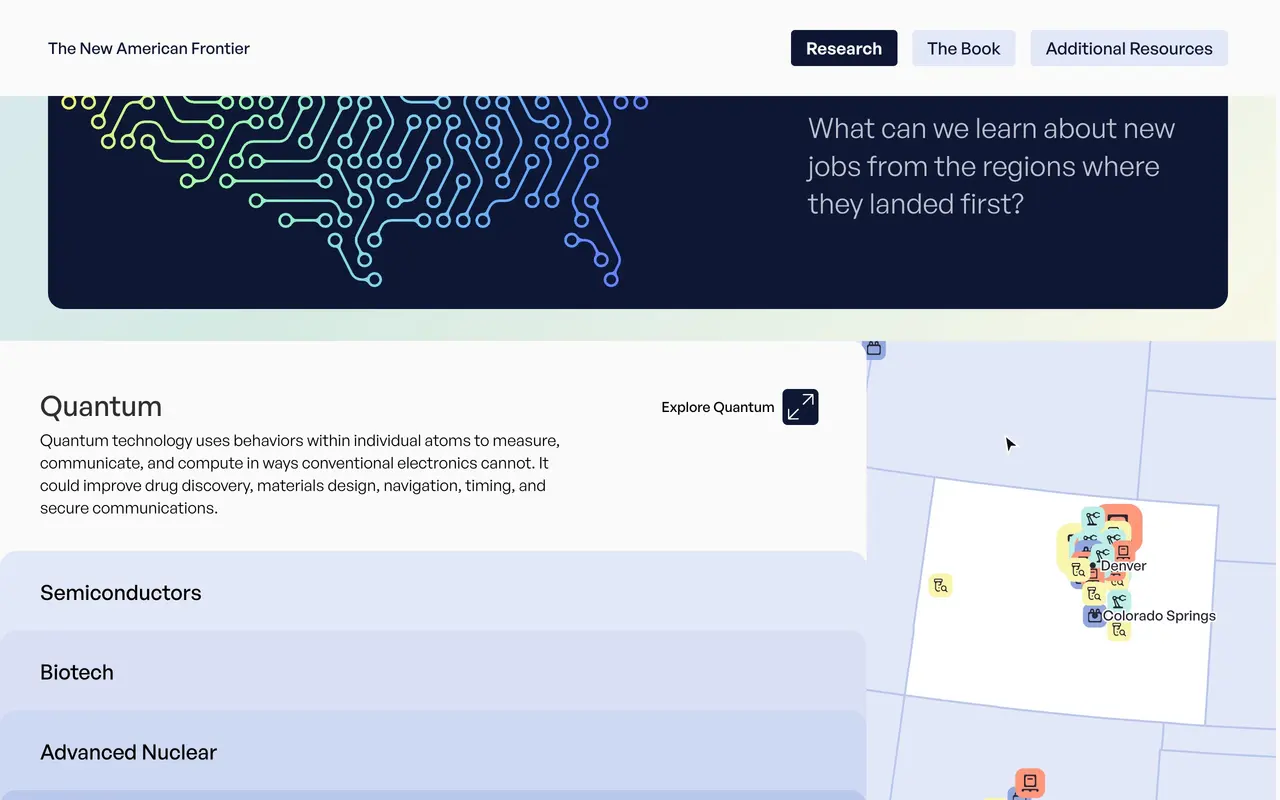 The New American Frontier
Research
The Book
Additional Resources
What can we learn about new
jobs from the regions where
they landed first?
Quantum
Explore Quantum
Quantum technology uses behaviors within individual atoms to measure,
communicate, and compute in ways conventional electronics cannot. It
could improve drug discovery, materials design, navigation, timing, and
secure communications.
Semiconductors
Biotech
Advanced Nuclear
Denver
Colorado Springs